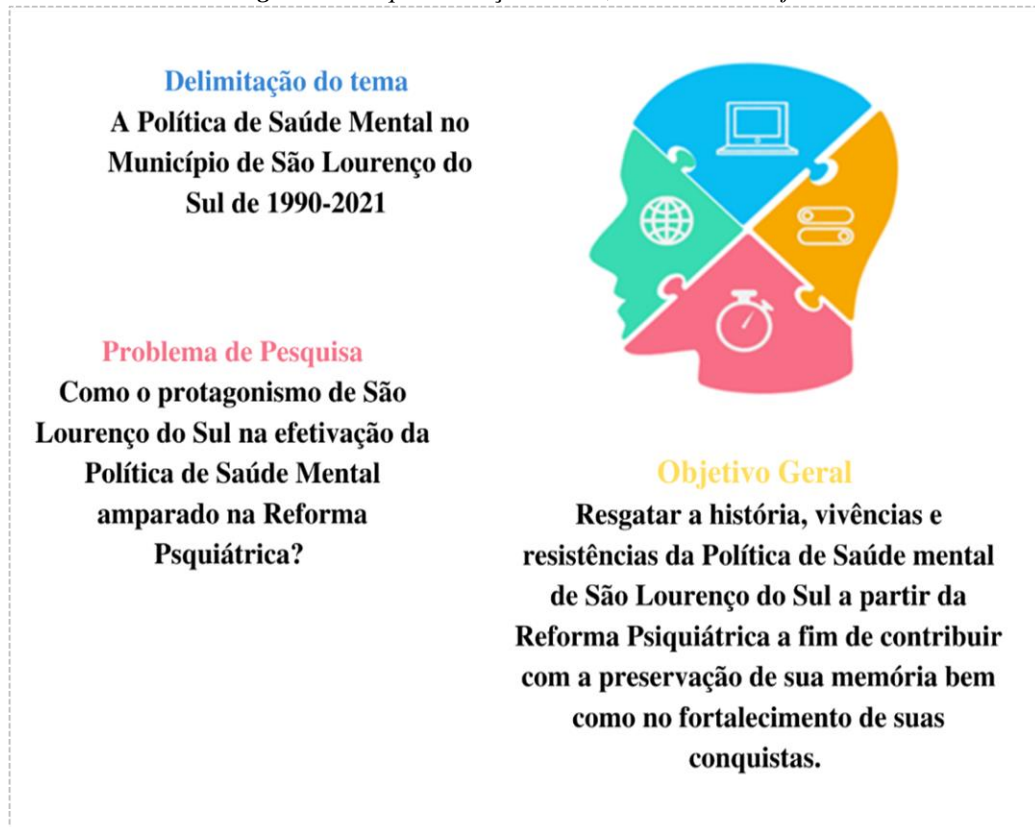 Delimitação do tema
A Política de Saúde Mental no
Município de São Lourenço do
Sul de 1990-2021
Problema de Pesquisa
Como o protagonismo de São
Lourenço do Sul na efetivação da
Política de Saúde Mental
amparado na Reforma
Psquiátrica?
Objetivo Geral
Resgatar a história, vivências e
resistências da Política de Saúde mental
de São Lourenço do Sul a partir da
Reforma Psiquiátrica a fim de contribuir
com a preservação de sua memória bem
como no fortalecimento de suas
conquistas.